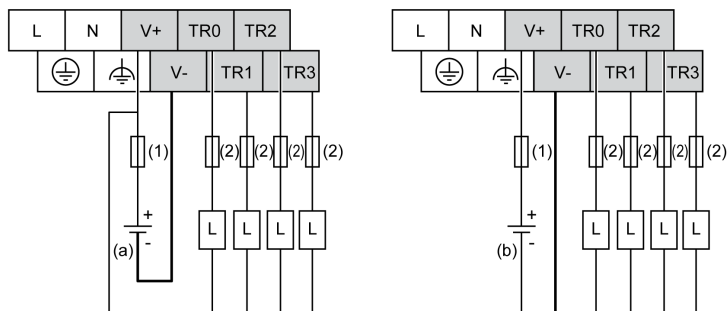 L N V+ TR0 TR2
V- TR1 TR3
(1) (2) (2) (2) (2)
+
L L L L
(a) -
L N V+ TR0 TR2
V- TR1 TR3
(1) (2) (2) (2) (2)
+
L L L L
(b) -